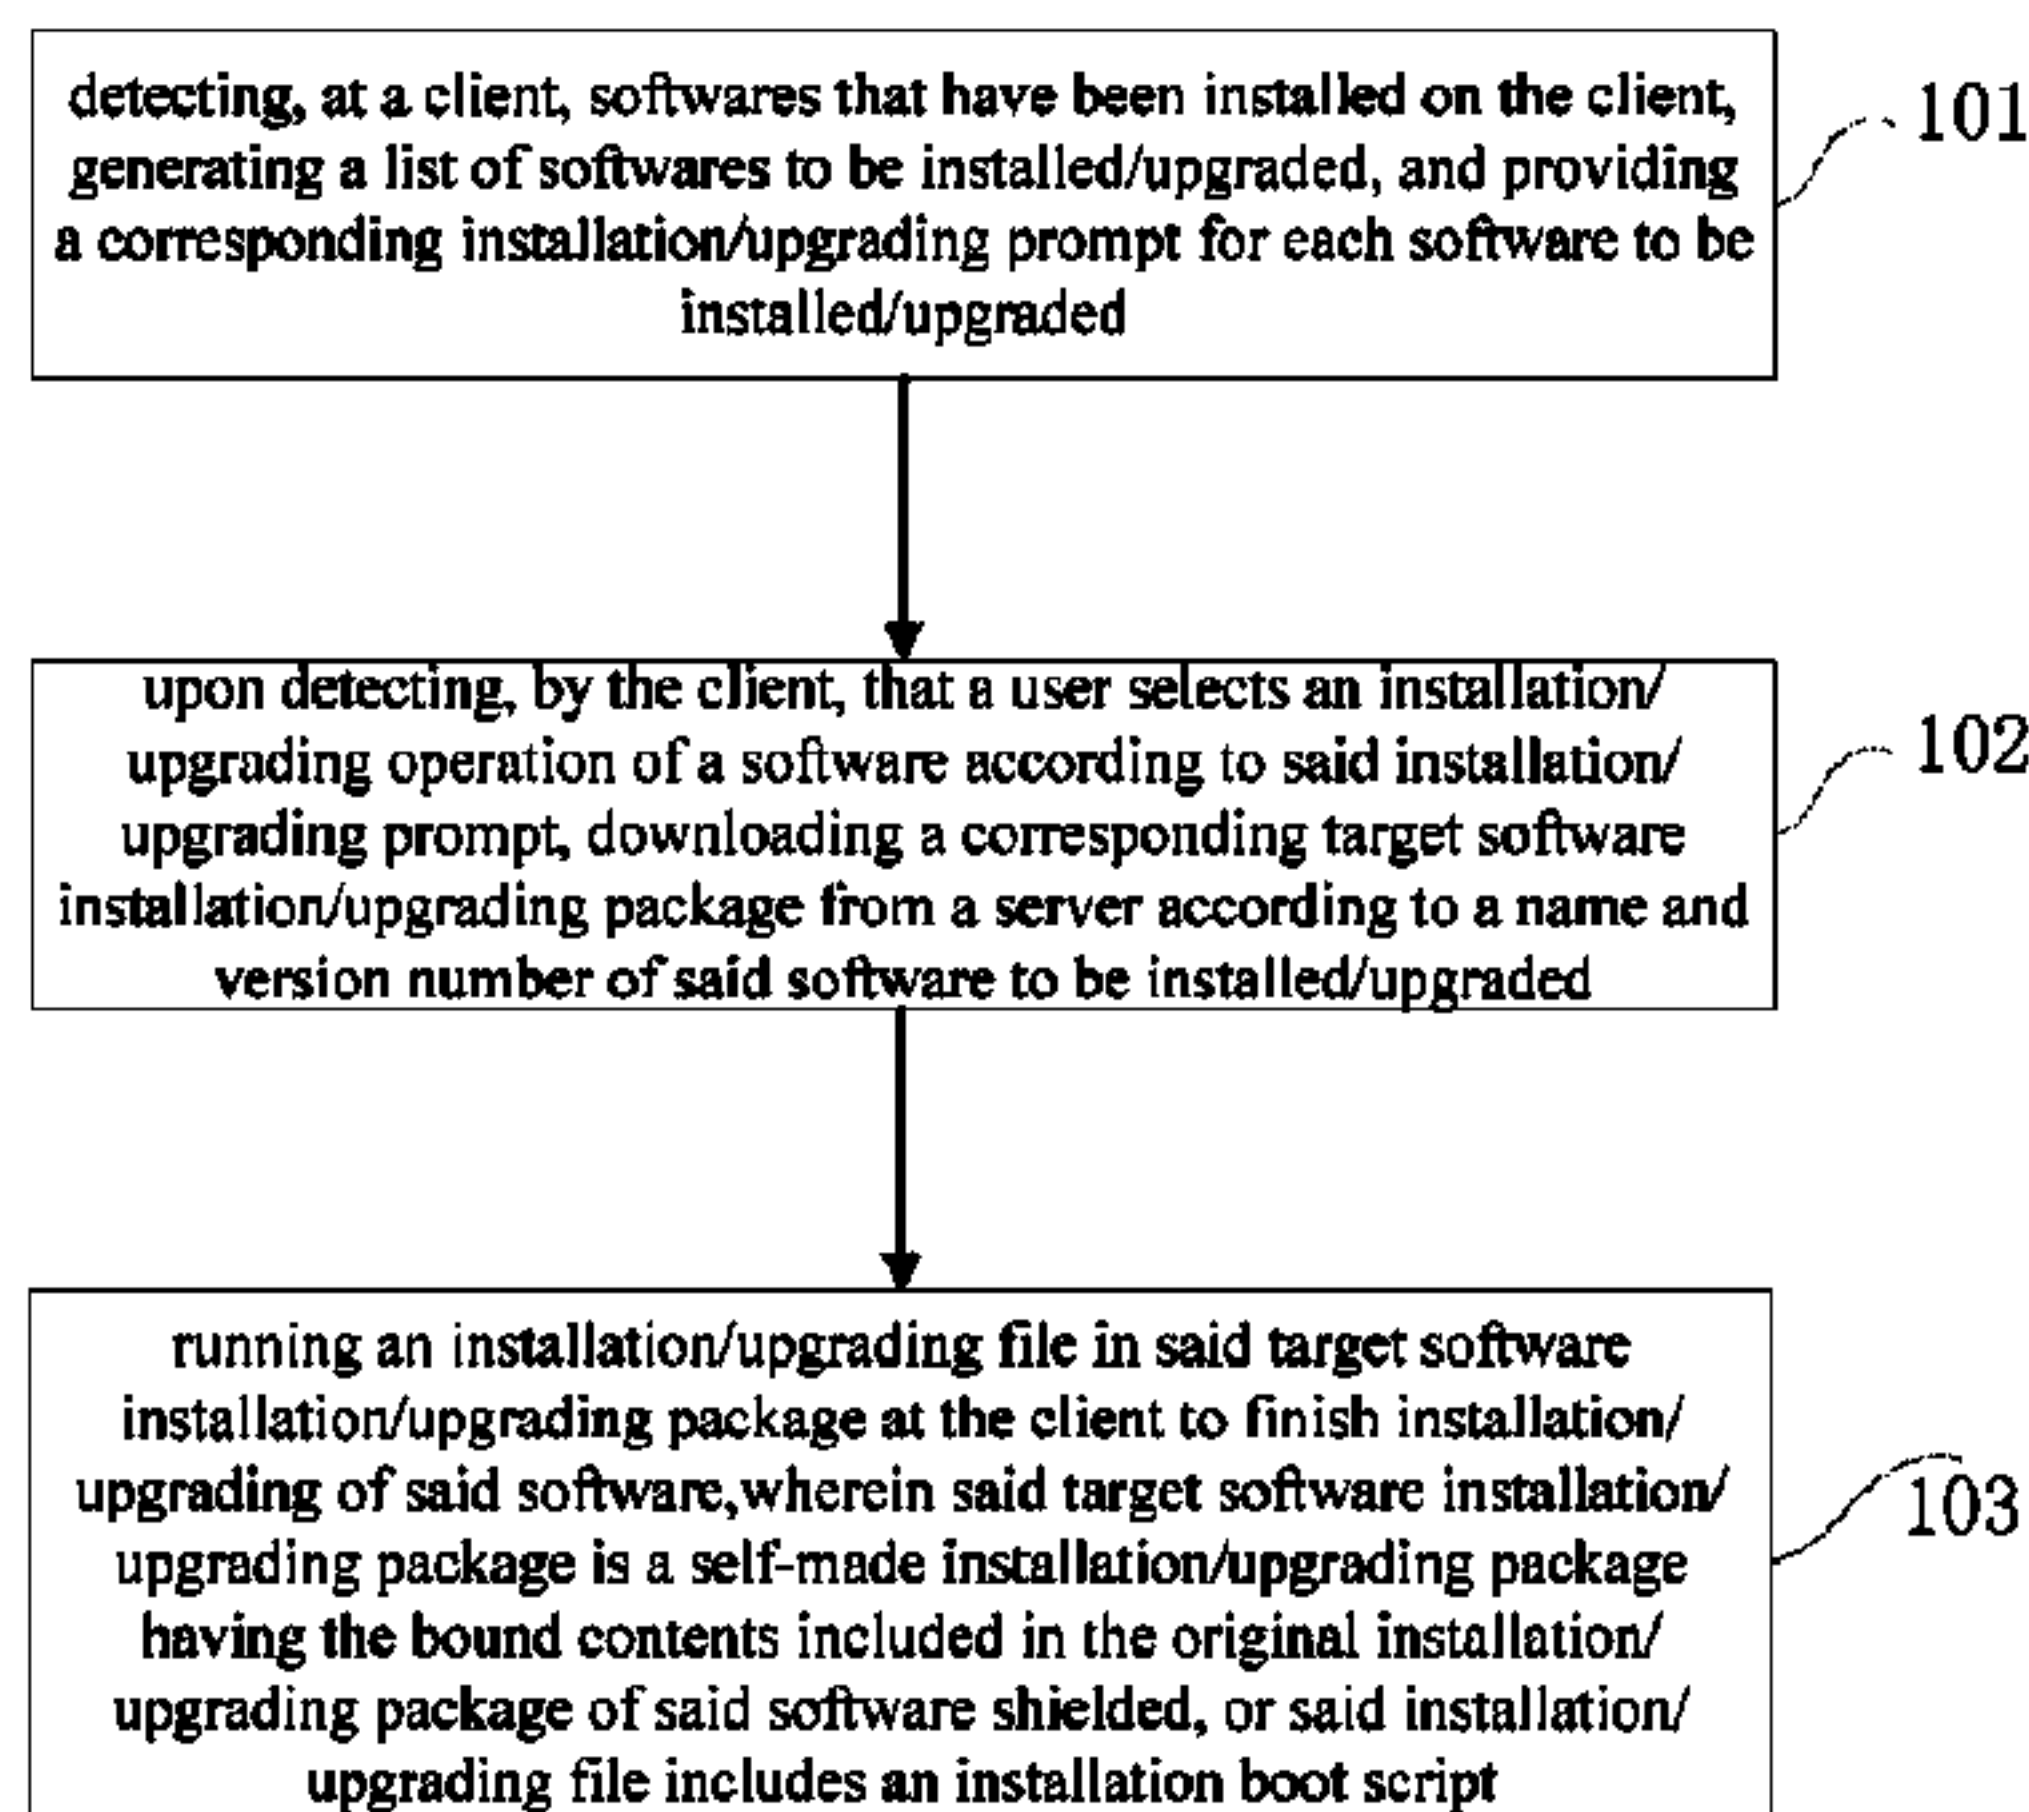 detecting, at a client, softwares that have been installed on the client,
generating a list of softwares to be installed/upgraded, and providing
a corresponding installation/upgrading prompt for each software to be
installed/upgraded
101
upon detecting, by the client, that a user selects an installation/
upgrading operation of a software according to said installation/
upgrading prompt, downloading a corresponding target software
installation/upgrading package from a server according to a name and
version number of said software to be installed/upgraded
102
running an installation/upgrading file in said target software
installation/upgrading package at the client to finish installation/
upgrading of said software,wherein said target software installation/
upgrading package is a self-made installation/upgrading package
having the bound contents included in the original installation/
upgrading package of said software shielded, or said installation/
upgrading file includes an installation boot script
103